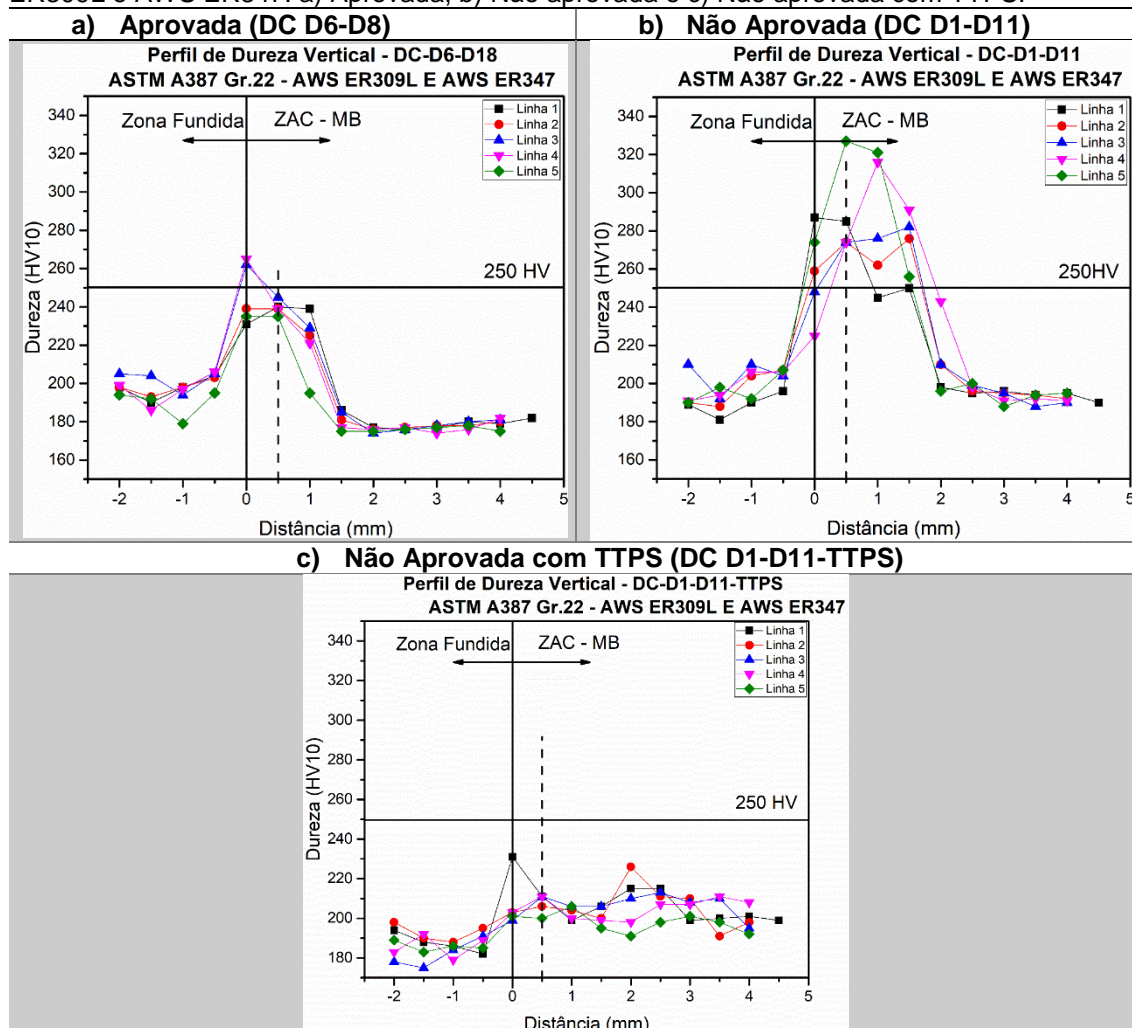 ER309L e AWS ER347. a) Aprovada, b) Não aprovada e c) Não aprovada com TTPS.
a) Aprovada (DC D6-D8)
b) Não Aprovada (DC D1-D11)
Perfil de Dureza Vertical - DC-D6-D18
ASTM A387 Gr.22 - AWS ER309L E AWS ER347
340
320
300
280
260
240
220
200
180
160
Dureza (HV10)
Zona Fundida
ZAC - MB
Linha 1
Linha 2
Linha 3
Linha 4
Linha 5
250 HV
-2
-1
0
1
2
3
4
5
Distância (mm)
Perfil de Dureza Vertical - DC-D1-D11
ASTM A387 Gr.22 - AWS ER309L E AWS ER347
340
320
300
280
260
240
220
200
180
160
Dureza (HV10)
Zona Fundida
ZAC - MB
Linha 1
Linha 2
Linha 3
Linha 4
Linha 5
250HV
-2
-1
0
1
2
3
4
5
Distância (mm)
c) Não Aprovada com TTPS (DC D1-D11-TTPS)
Perfil de Dureza Vertical - DC-D1-D11-TTPS
ASTM A387 Gr.22 - AWS ER309L E AWS ER347
340
320
300
280
260
240
220
200
180
Dureza (HV10)
Zona Fundida
ZAC - MB
Linha 1
Linha 2
Linha 3
Linha 4
Linha 5
250 HV
-2
-1
0
1
2
3
4
5
Distância (mm)